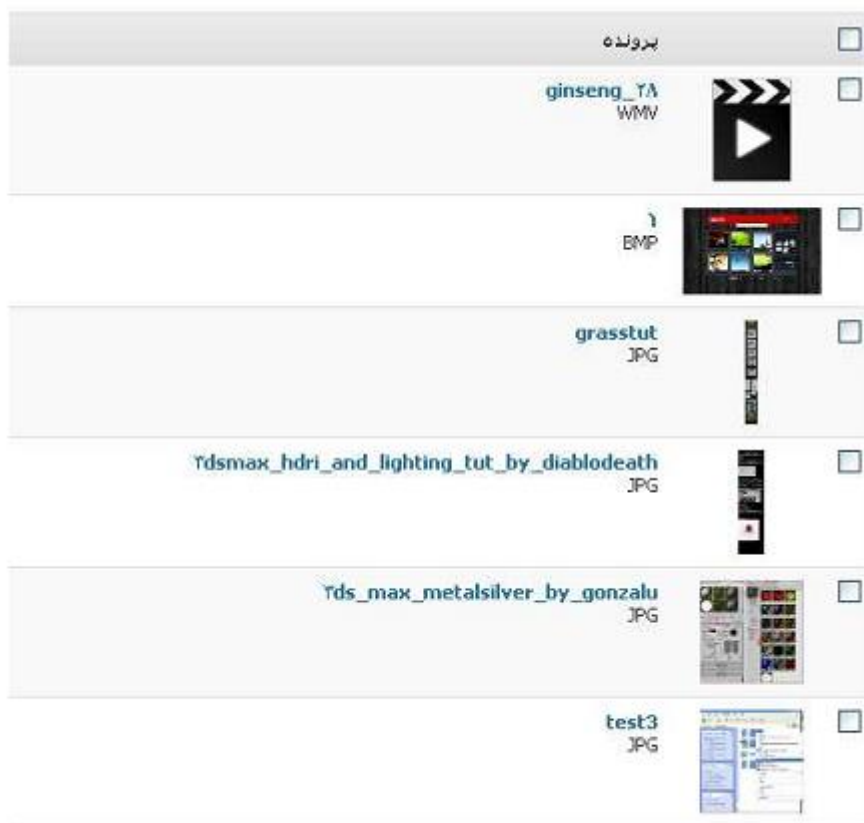 پرونده
ginseng_۲۸
WMV
۱
BMP
grasstut
JPG
۳dsmax_hdri_and_lighting_tut_by_diablodeath
JPG
۳ds_max_metalsilver_by_gonzalu
JPG
test3
JPG